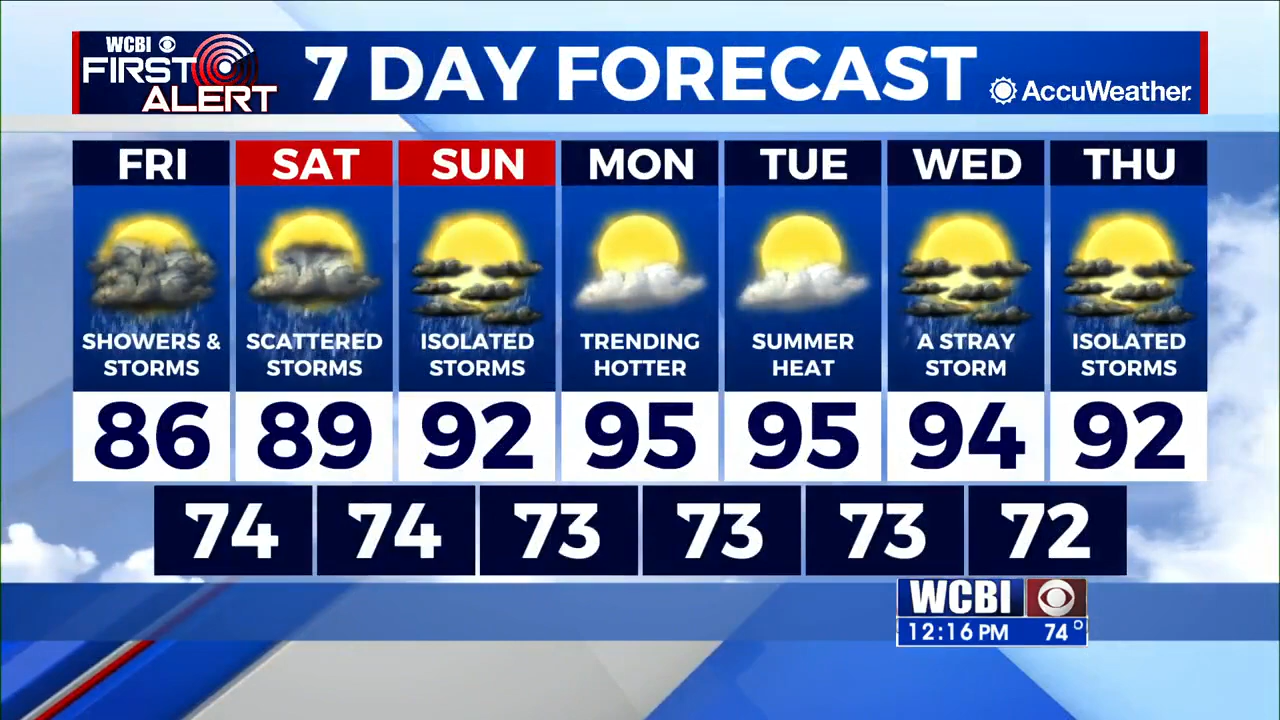 WCBI
FIRST
ALERT
7 DAY FORECAST
AccuWeather.
FRI SAT SUN MON TUE WED THU
SHOWERS & SCATTERED ISOLATED TRENDING SUMMER A STRAY ISOLATED
STORMS STORMS STORMS HOTTER HEAT STORM STORMS
86 89 92 95 95 94 92
74 74 73 73 73 72
WCBI
12:16 PM 74°